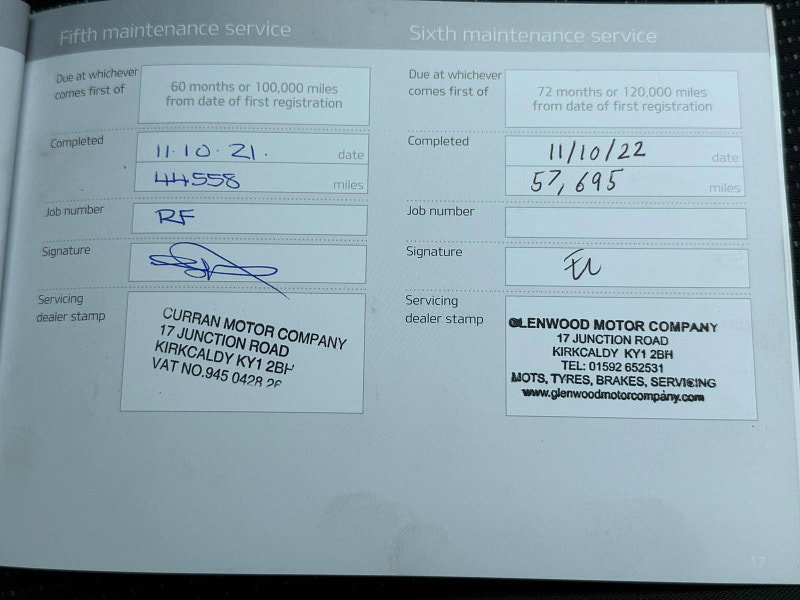 Fifth maintenance service
Due at whichever
comes first of
60 months or 100,000 miles
from date of first registration
Completed
11.10.21.
date
44558
miles
Job number
RF
Signature
Servicing
dealer stamp
CURRAN MOTOR COMPANY
17 JUNCTION ROAD
KIRKCALDY KY1 2BH
VAT NO.945 0428 26
Sixth maintenance service
Due at whichever
comes first of
72 months or 120,000 miles
from date of first registration
Completed
11/10/22
date
57,695
miles
Job number
Signature
Servicing
dealer stamp
GLENWOOD MOTOR COMPANY
17 JUNCTION ROAD
KIRKCALDY KY1 2BH
TEL: 01592 652531
MOTS, TYRES, BRAKES, SERVICING
www.glenwoodmotorcompany.com
17